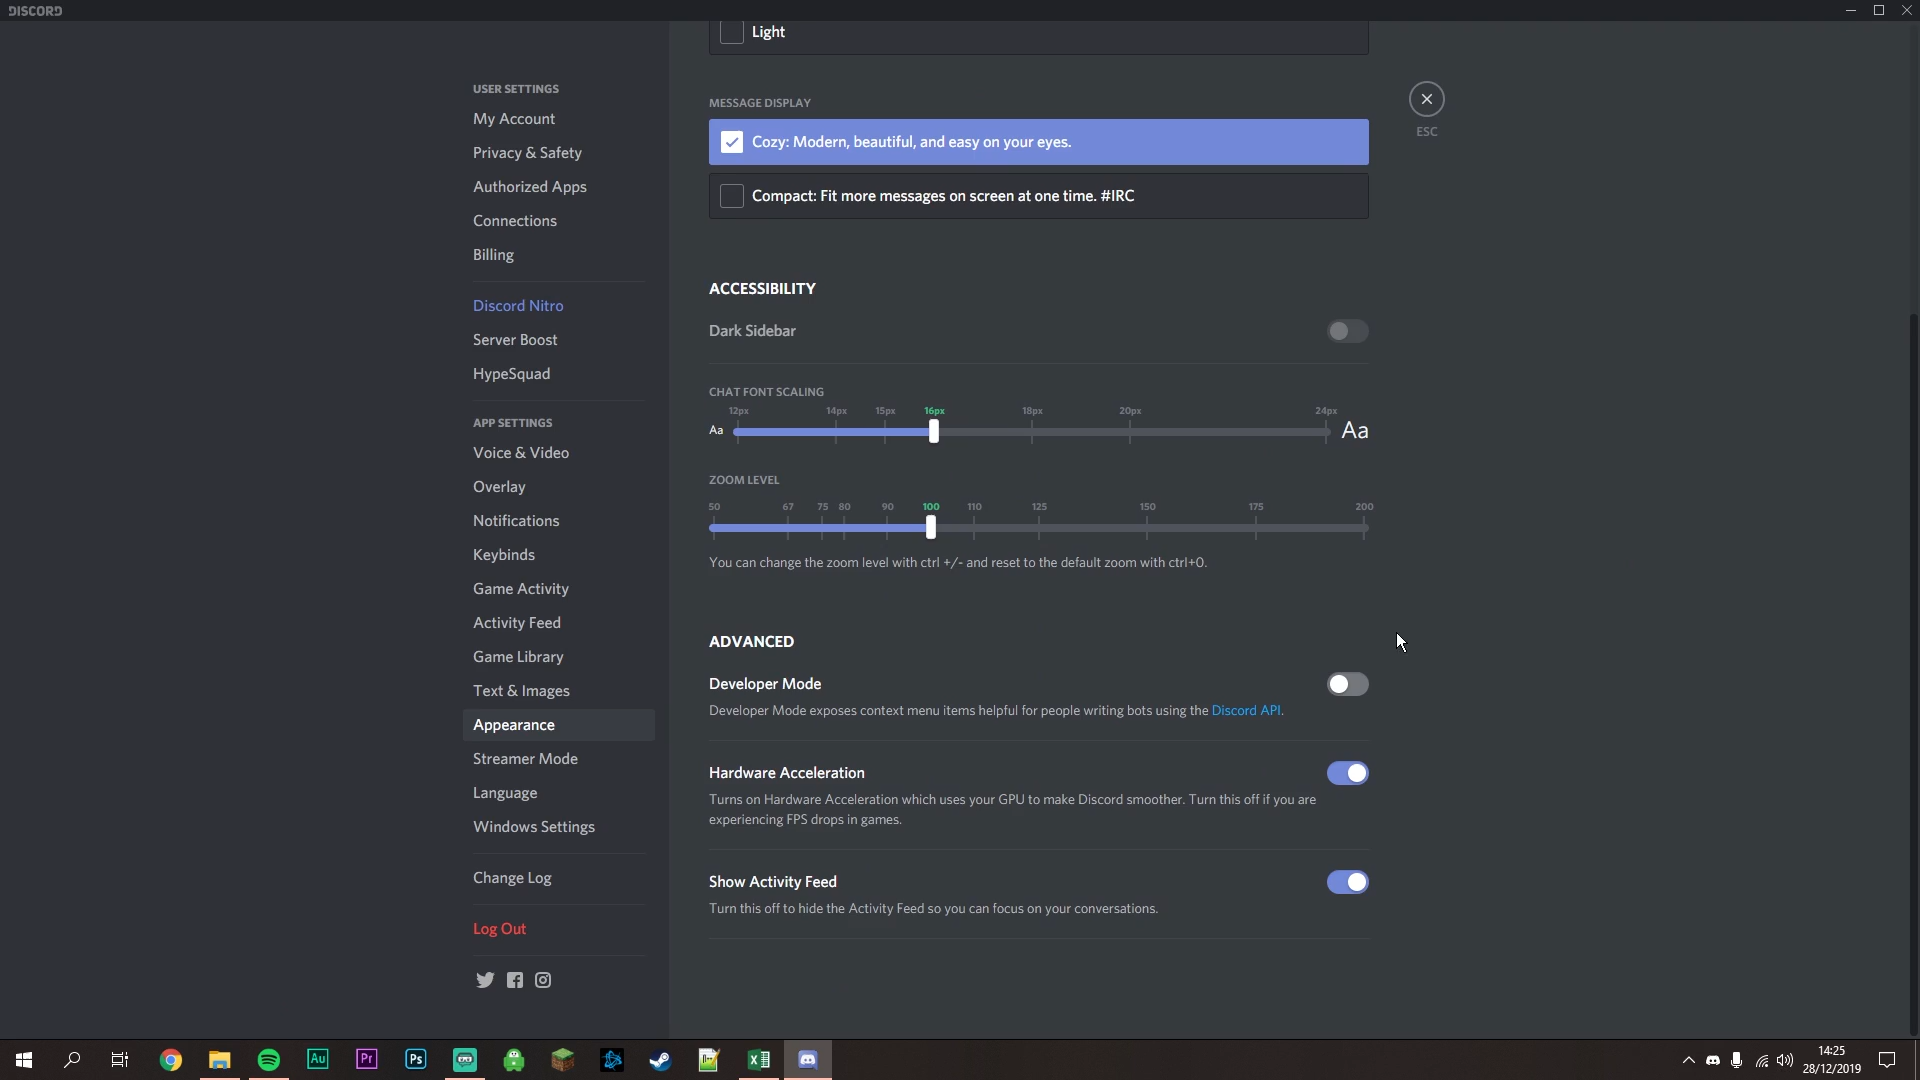 DISCORD
USER SETTINGS
My Account
Privacy & Safety
Authorized Apps
Connections
Billing
Discord Nitro
Server Boost
HypeSquad
APP SETTINGS
Voice & Video
Overlay
Notifications
Keybinds
Game Activity
Activity Feed
Game Library
Text & Images
Appearance
Streamer Mode
Language
Windows Settings
Change Log
Log Out
Light
MESSAGE DISPLAY
Cozy: Modern, beautiful, and easy on your eyes.
Compact: Fit more messages on screen at one time. #IRC
ESC
ACCESSIBILITY
Dark Sidebar
CHAT FONT SCALING
12px 14px 15px 16px 18px 20px 24px
Aa Aa
ZOOM LEVEL
50 67 75 80 90 100 110 125 150 175 200
You can change the zoom level with ctrl +/- and reset to the default zoom with ctrl+0.
ADVANCED
Developer Mode
Developer Mode exposes context menu items helpful for people writing bots using the Discord API.
Hardware Acceleration
Turns on Hardware Acceleration which uses your GPU to make Discord smoother. Turn this off if you are
experiencing FPS drops in games.
Show Activity Feed
Turn this off to hide the Activity Feed so you can focus on your conversations.
Au Pr Ps
14:25
28/12/2019